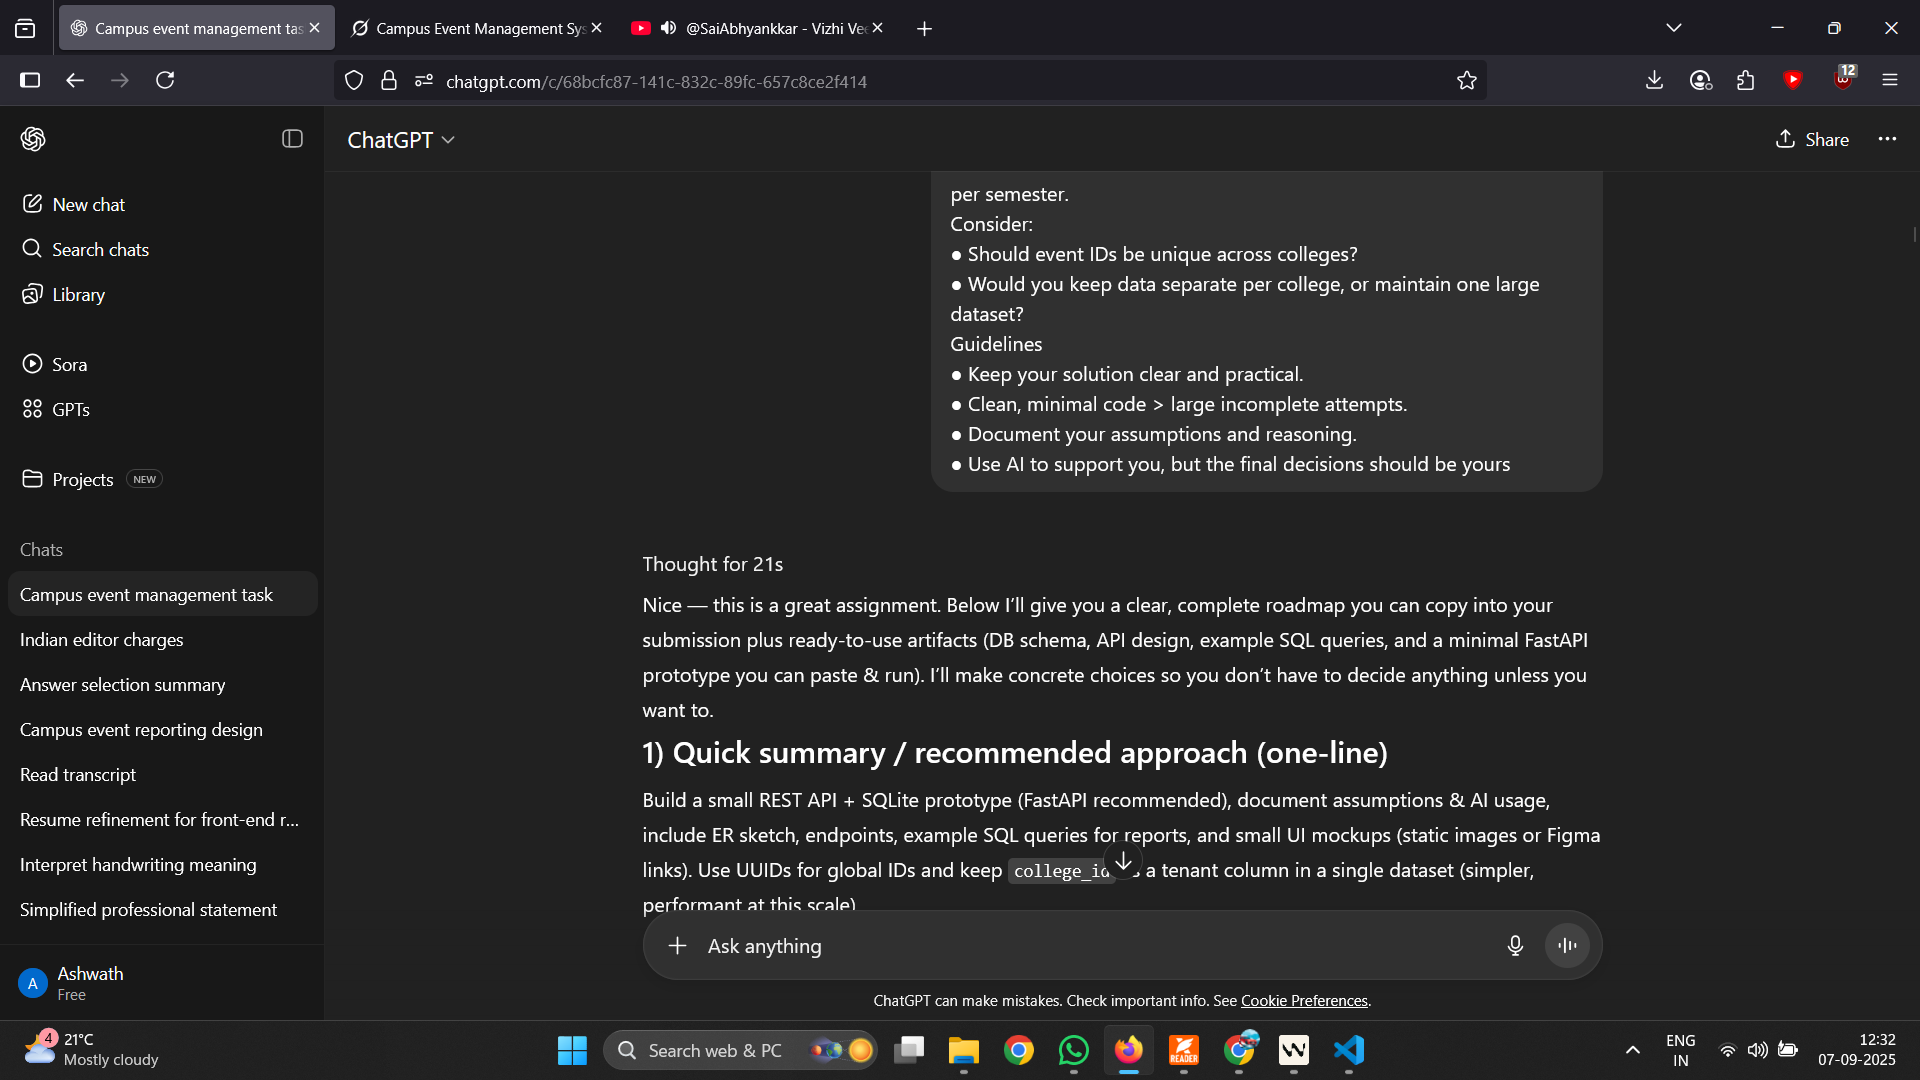 Campus event management tas
Campus Event Management Sys
@SaiAbhyankkar - Vizhi Vee
chatgpt.com/c/68bcfc87-141c-832c-89fc-657c8ce2f414
12
ChatGPT
Share
New chat
Search chats
Library
Sora
GPTs
Projects NEW
Chats
Campus event management task
Indian editor charges
Answer selection summary
Campus event reporting design
Read transcript
Resume refinement for front-end r...
Interpret handwriting meaning
Simplified professional statement
A
Ashwath
Free
per semester.
Consider:
● Should event IDs be unique across colleges?
● Would you keep data separate per college, or maintain one large
dataset?
Guidelines
● Keep your solution clear and practical.
● Clean, minimal code > large incomplete attempts.
● Document your assumptions and reasoning.
● Use AI to support you, but the final decisions should be yours
Thought for 21s
Nice — this is a great assignment. Below I’ll give you a clear, complete roadmap you can copy into your
submission plus ready-to-use artifacts (DB schema, API design, example SQL queries, and a minimal FastAPI
prototype you can paste & run). I’ll make concrete choices so you don’t have to decide anything unless you
want to.
1) Quick summary / recommended approach (one-line)
Build a small REST API + SQLite prototype (FastAPI recommended), document assumptions & AI usage,
include ER sketch, endpoints, example SQL queries for reports, and small UI mockups (static images or Figma
links). Use UUIDs for global IDs and keep college_id a tenant column in a single dataset (simpler,
performant at this scale)
Ask anything
ChatGPT can make mistakes. Check important info. See Cookie Preferences.
4
21°C
Mostly cloudy
Search web & PC
READER
ENG
IN
12:32
07-09-2025